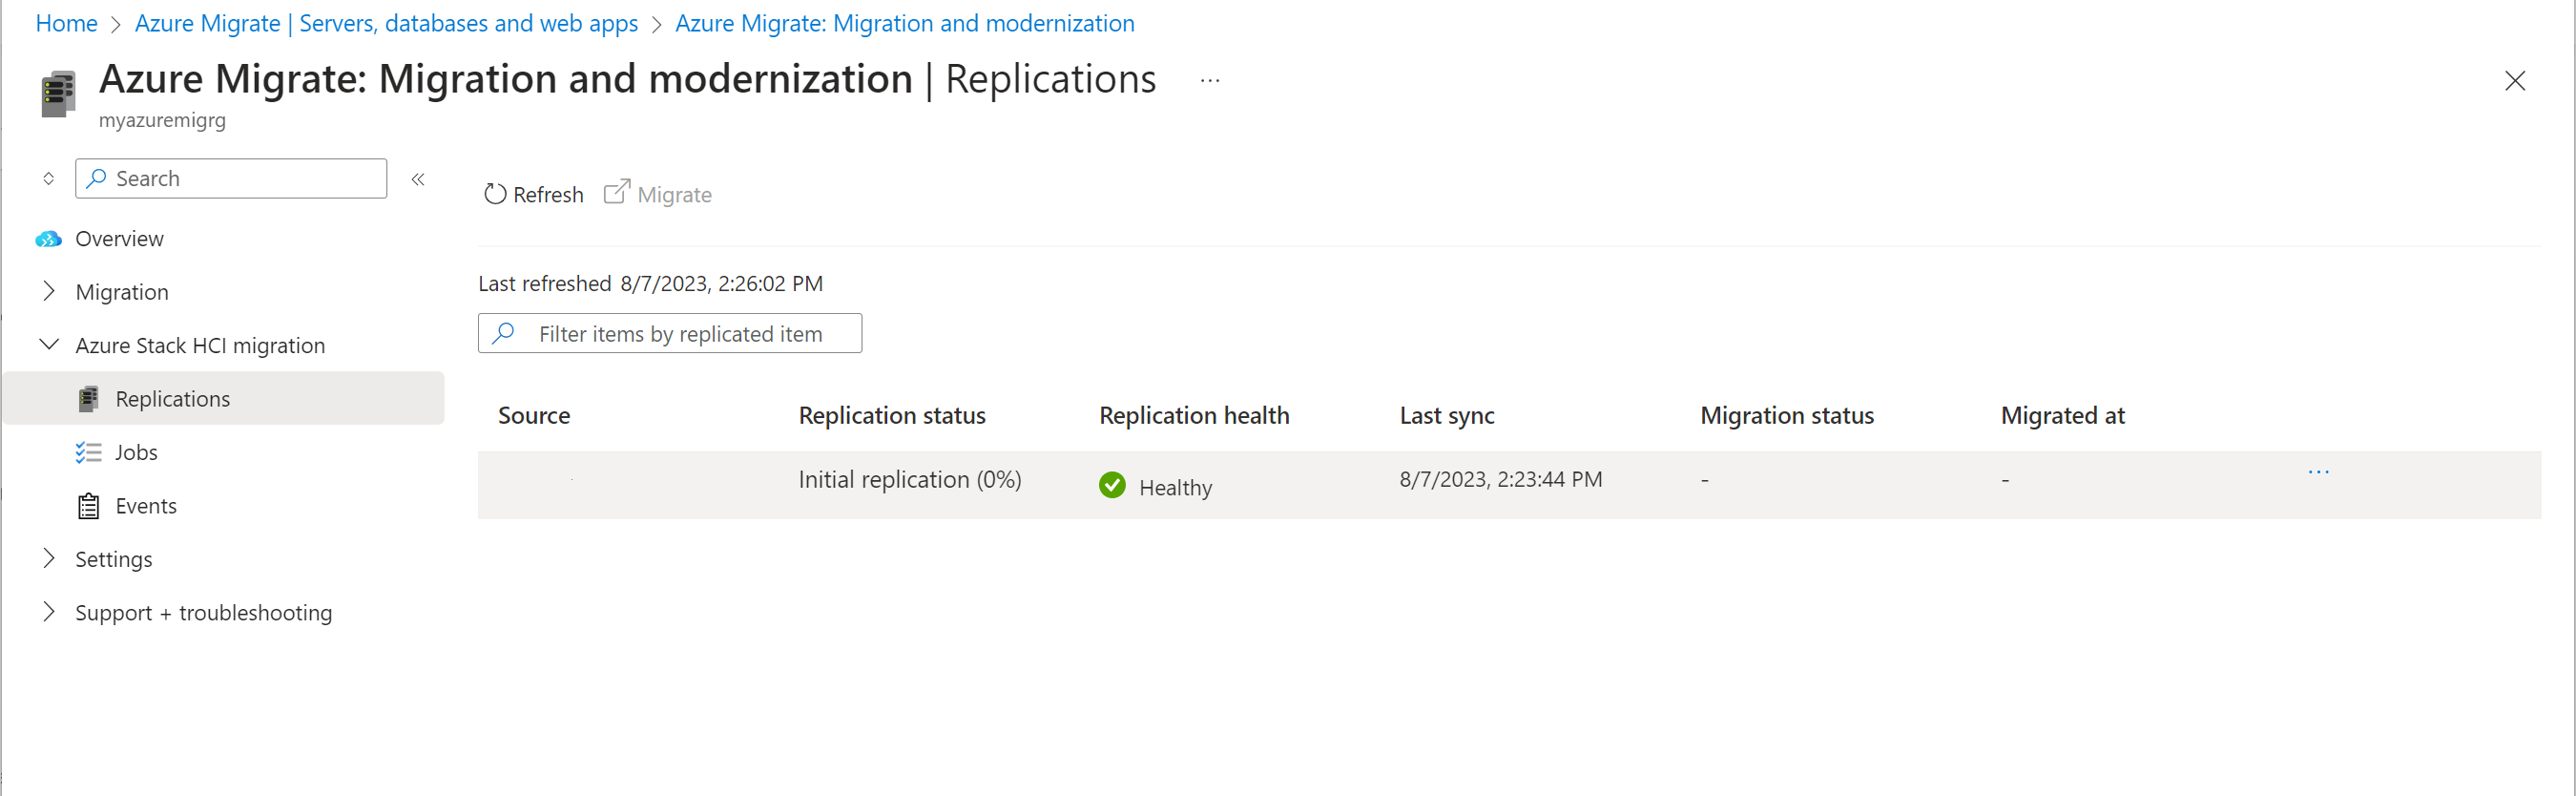 Home > Azure Migrate | Servers, databases and web apps > Azure Migrate: Migration and modernization
Azure Migrate: Migration and modernization | Replications ...
myazuremigrg
Search «
Refresh Migrate
Overview
Migration
Azure Stack HCI migration
Replications
Jobs
Events
Settings
Support + troubleshooting
Last refreshed 8/7/2023, 2:26:02 PM
Filter items by replicated item
Source Replication status Replication health Last sync Migration status Migrated at
Initial replication (0%) Healthy 8/7/2023, 2:23:44 PM - - ...